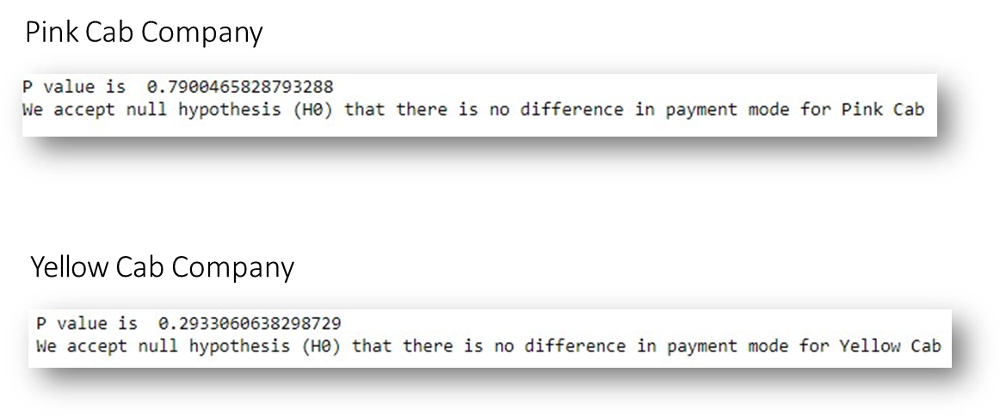 Pink Cab Company
P value is  0.7900465828793288
We accept null hypothesis (H0) that there is no difference in payment mode for Pink Cab
Yellow Cab Company
P value is  0.2933060638298729
We accept null hypothesis (H0) that there is no difference in payment mode for Yellow Cab